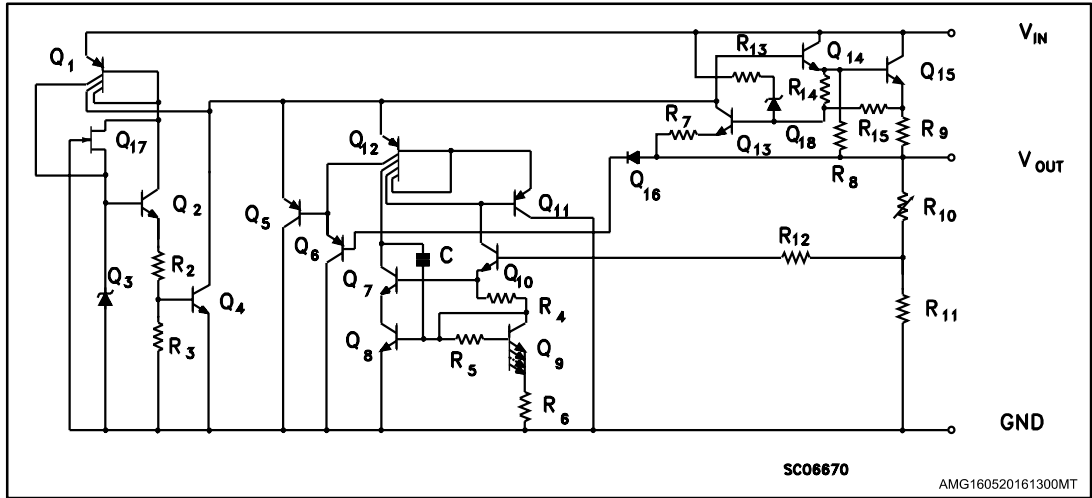 VIN
Q1
R13
Q14
Q15
R14
Q17
R7
R15
R9
Q12
Q13
Q18
VOUT
Q16
R8
Q2
Q11
R10
Q5
Q6
C
R12
Q3
R2
Q7
Q10
Q4
R4
R11
R3
Q8
R5
Q9
R6
GND
SC06670
AMG160520161300MT